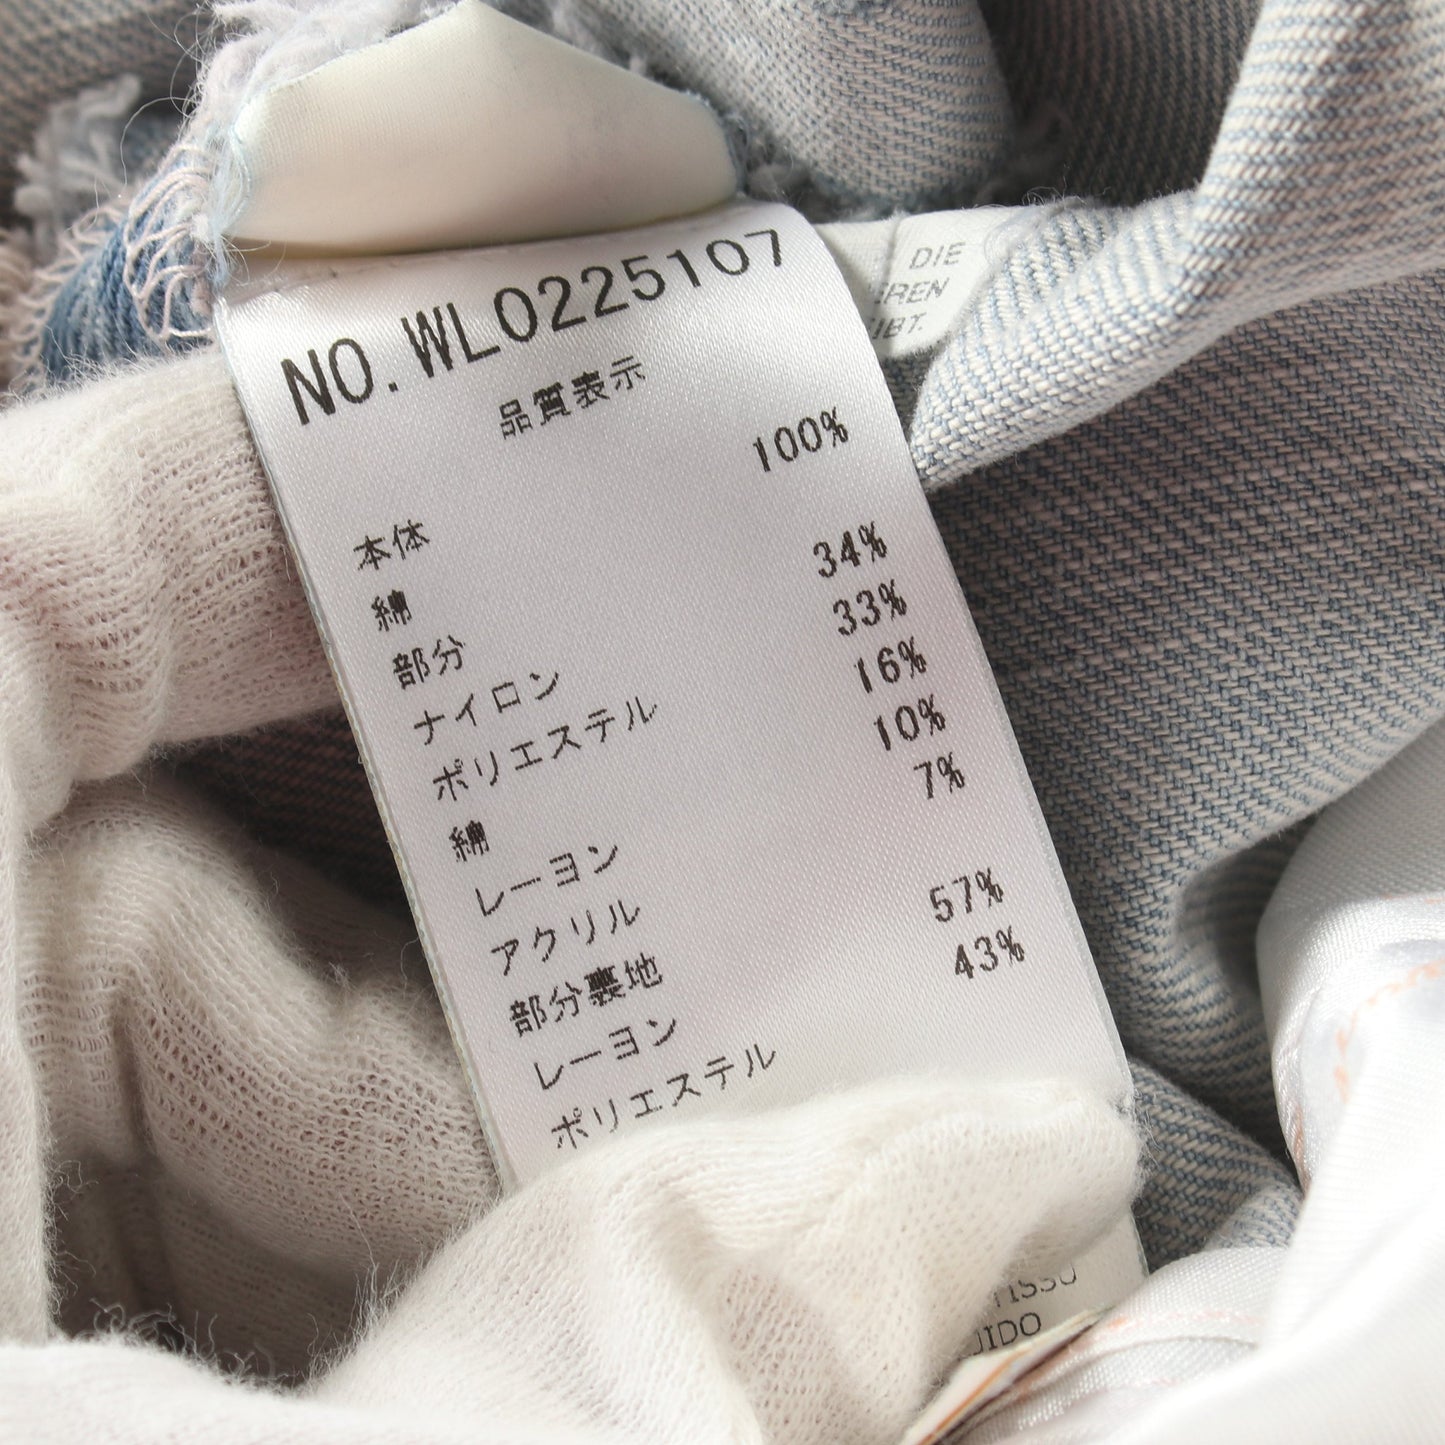 NO.WL0225107
品質表示
本体
綿 100%
部分
ナイロン 34%
ポリエステル 33%
綿 16%
レーヨン 10%
アクリル 7%
部分裏地
レーヨン 57%
ポリエステル 43%
DIE